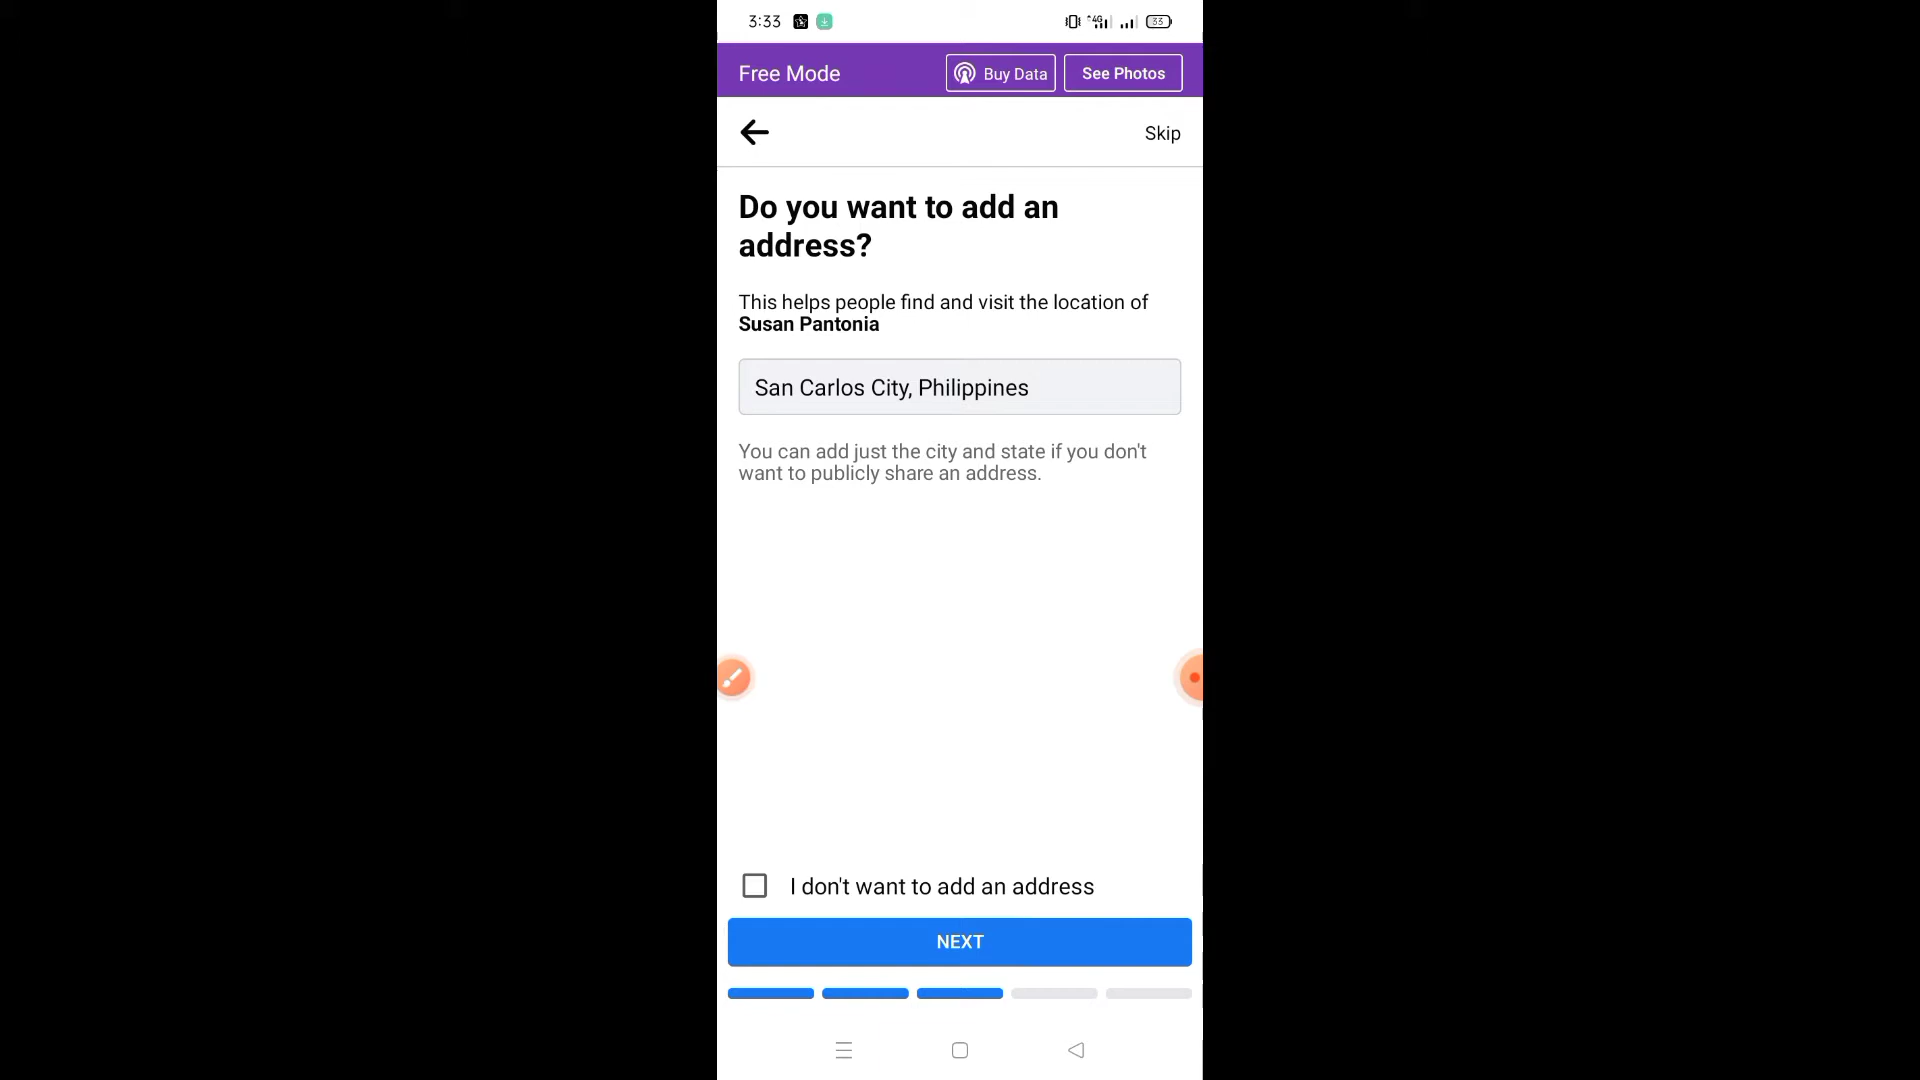 3:33
4G
33
Free Mode
Buy Data
See Photos
Skip
Do you want to add an
address?
This helps people find and visit the location of
Susan Pantonia
San Carlos City, Philippines
You can add just the city and state if you don't
want to publicly share an address.
I don't want to add an address
NEXT